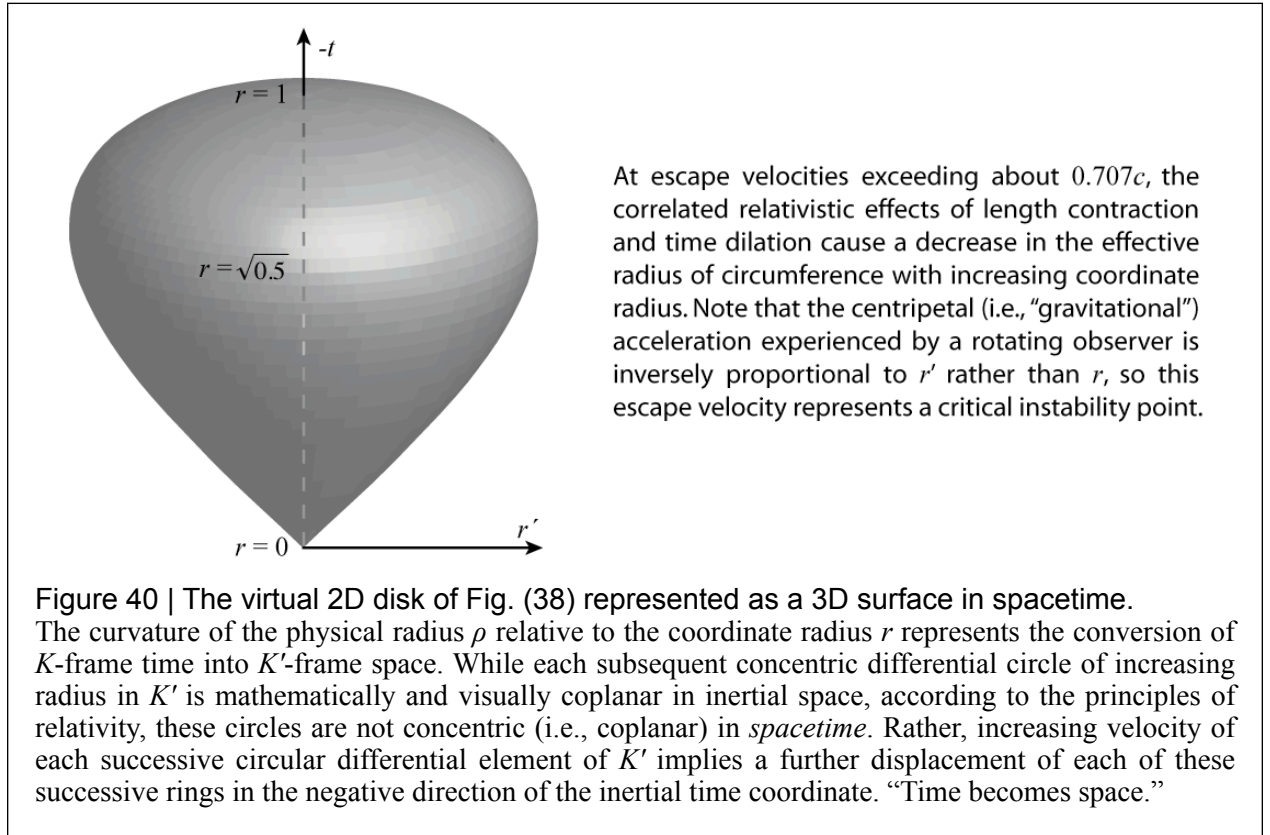 -t
r = 1
r = √0.5
r = 0
r´
At escape velocities exceeding about 0.707c, the
correlated relativistic effects of length contraction
and time dilation cause a decrease in the effective
radius of circumference with increasing coordinate
radius. Note that the centripetal (i.e., “gravitational”)
acceleration experienced by a rotating observer is
inversely proportional to r′ rather than r, so this
escape velocity represents a critical instability point.
Figure 40 | The virtual 2D disk of Fig. (38) represented as a 3D surface in spacetime.
The curvature of the physical radius ρ relative to the coordinate radius r represents the conversion of
K-frame time into K′-frame space. While each subsequent concentric differential circle of increasing
radius in K′ is mathematically and visually coplanar in inertial space, according to the principles of
relativity, these circles are not concentric (i.e., coplanar) in spacetime. Rather, increasing velocity of
each successive circular differential element of K′ implies a further displacement of each of these
successive rings in the negative direction of the inertial time coordinate. “Time becomes space.”